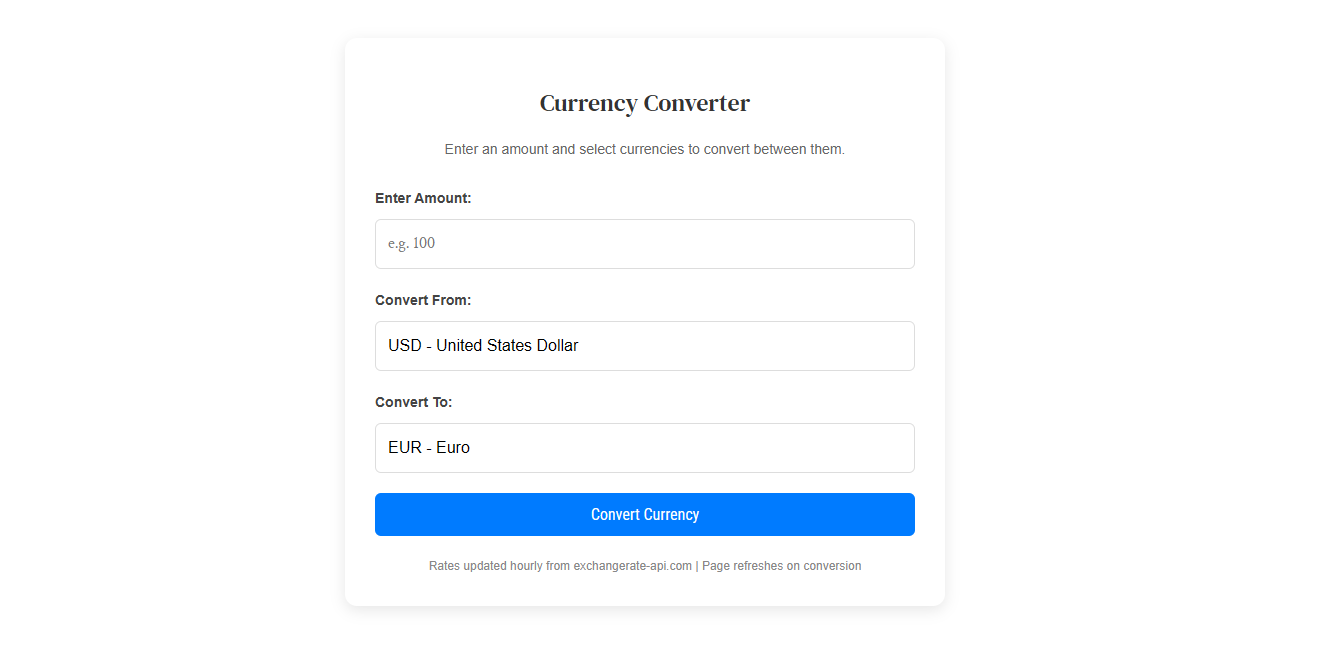 Currency Converter
Enter an amount and select currencies to convert between them.
Enter Amount:
e.g. 100
Convert From:
USD - United States Dollar
Convert To:
EUR - Euro
Convert Currency
Rates updated hourly from exchangerate-api.com | Page refreshes on conversion